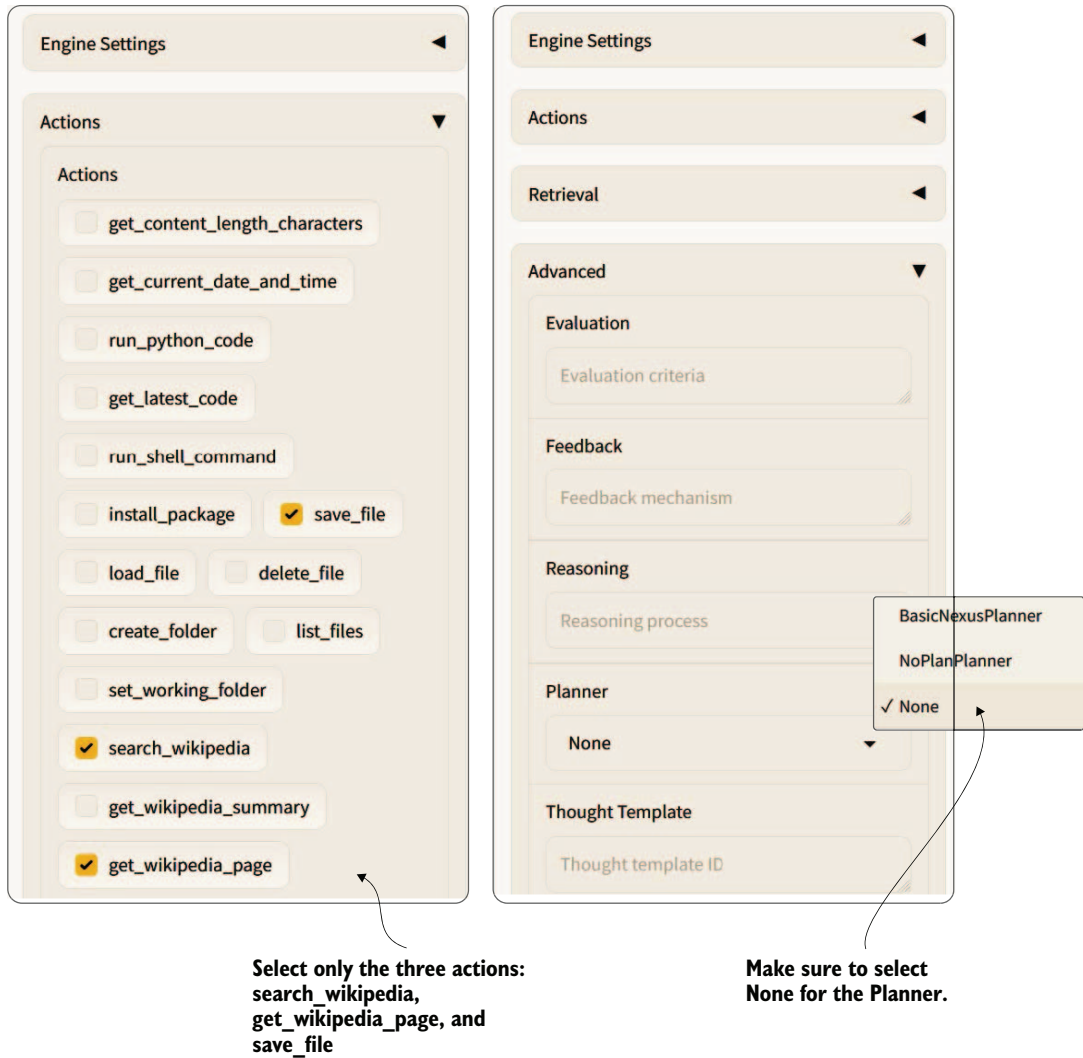 Engine Settings
Actions
Actions
get_content_length_characters
get_current_date_and_time
run_python_code
get_latest_code
run_shell_command
install_package save_file
load_file delete_file
create_folder list_files
set_working_folder
search_wikipedia
get_wikipedia_summary
get_wikipedia_page
Select only the three actions:
search_wikipedia,
get_wikipedia_page, and
save_file
Engine Settings
Actions
Retrieval
Advanced
Evaluation
Evaluation criteria
Feedback
Feedback mechanism
Reasoning
Reasoning process
Planner
None
BasicNexusPlanner
NoPlanPlanner
None
Thought Template
Thought template ID
Make sure to select
None for the Planner.